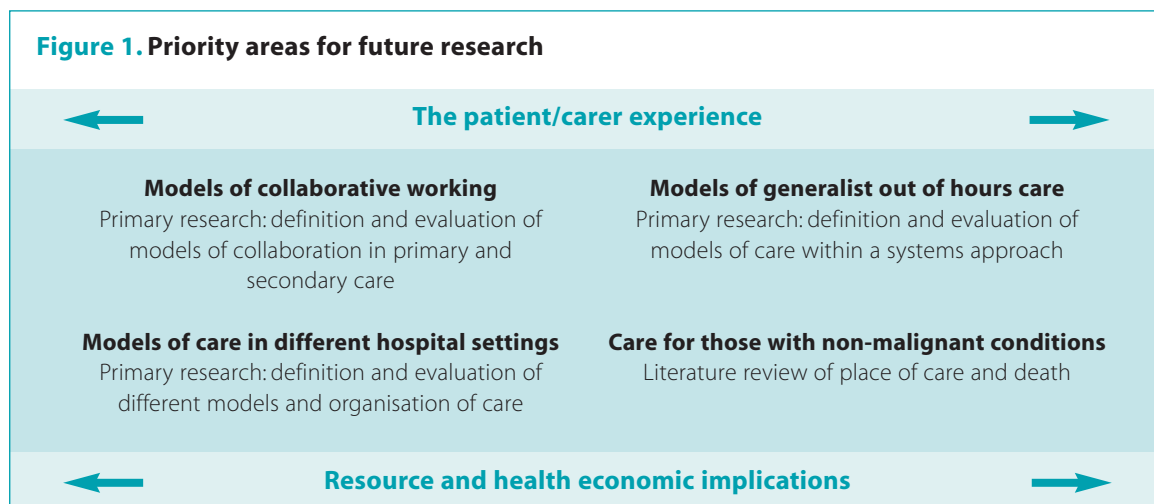 Figure 1. Priority areas for future research
The patient/carer experience
Models of collaborative working
Primary research: definition and evaluation of
models of collaboration in primary and
secondary care
Models of generalist out of hours care
Primary research: definition and evaluation of
models of care within a systems approach
Models of care in different hospital settings
Primary research: definition and evaluation of
different models and organisation of care
Care for those with non-malignant conditions
Literature review of place of care and death
Resource and health economic implications